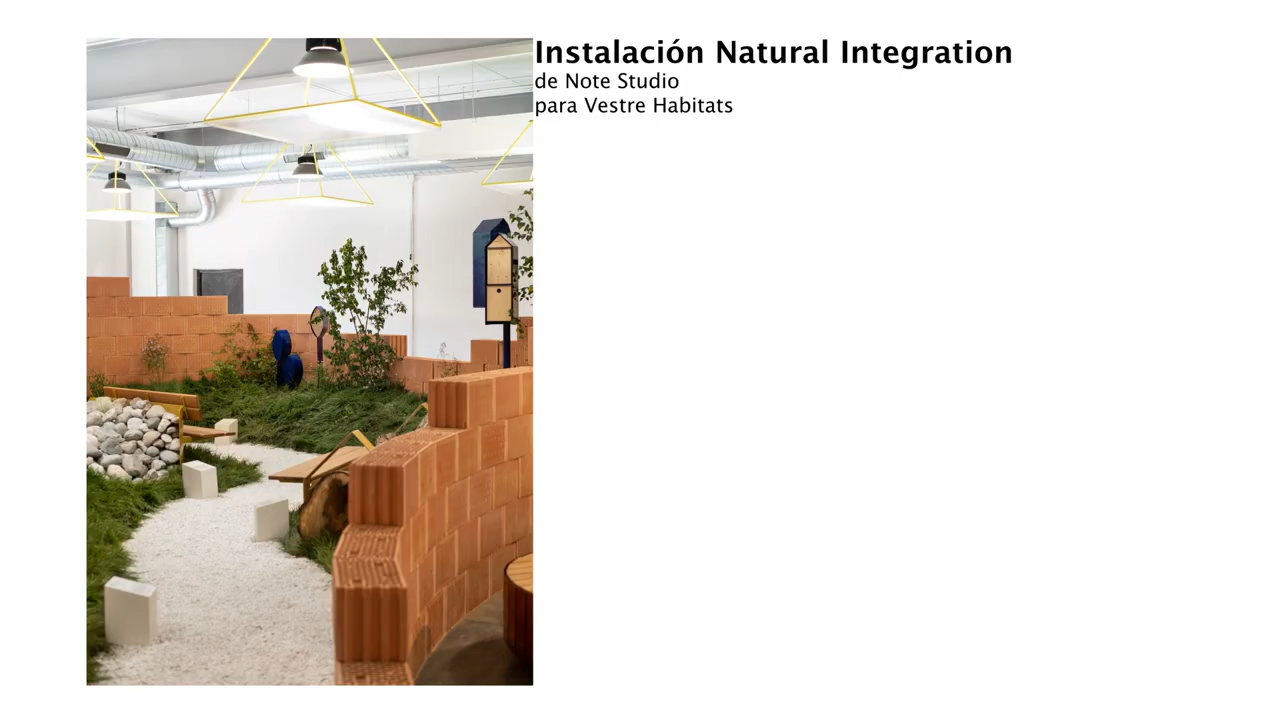 Instalación Natural Integration
de Note Studio
para Vestre Habitats